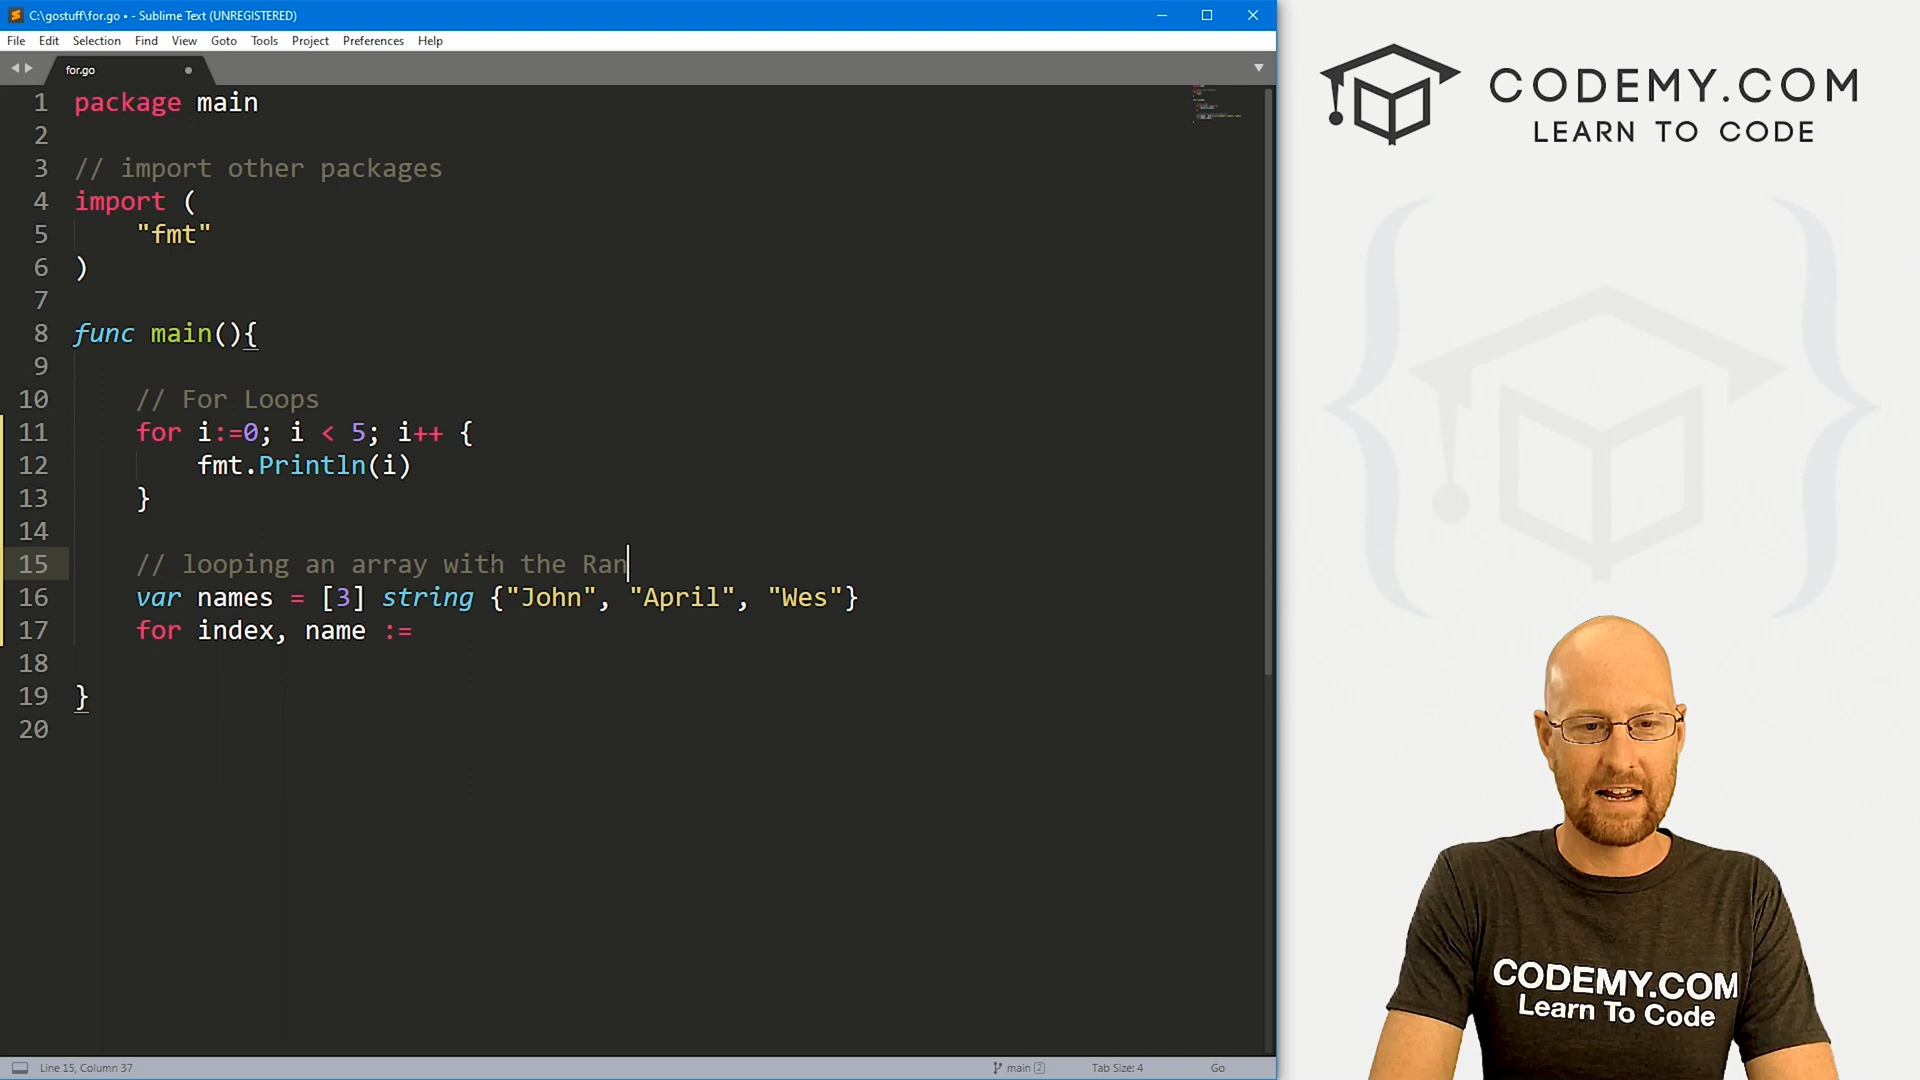 C:\gostuff\for.go • - Sublime Text (UNREGISTERED)
File Edit Selection Find View Goto Tools Project Preferences Help
for.go
1 package main
2
3 // import other packages
4 import (
5 "fmt"
6 )
7
8 func main(){
9
10 // For Loops
11 for i:=0; i < 5; i++ {
12 fmt.Println(i)
13 }
14
15 // looping an array with the Ran
16 var names = [3] string {"John", "April", "Wes"}
17 for index, name :=
18
19 }
20
Line 15, Column 37
main 2
Tab Size: 4
Go
CODEMY.COM
LEARN TO CODE
CODEMY.COM
Learn To Code